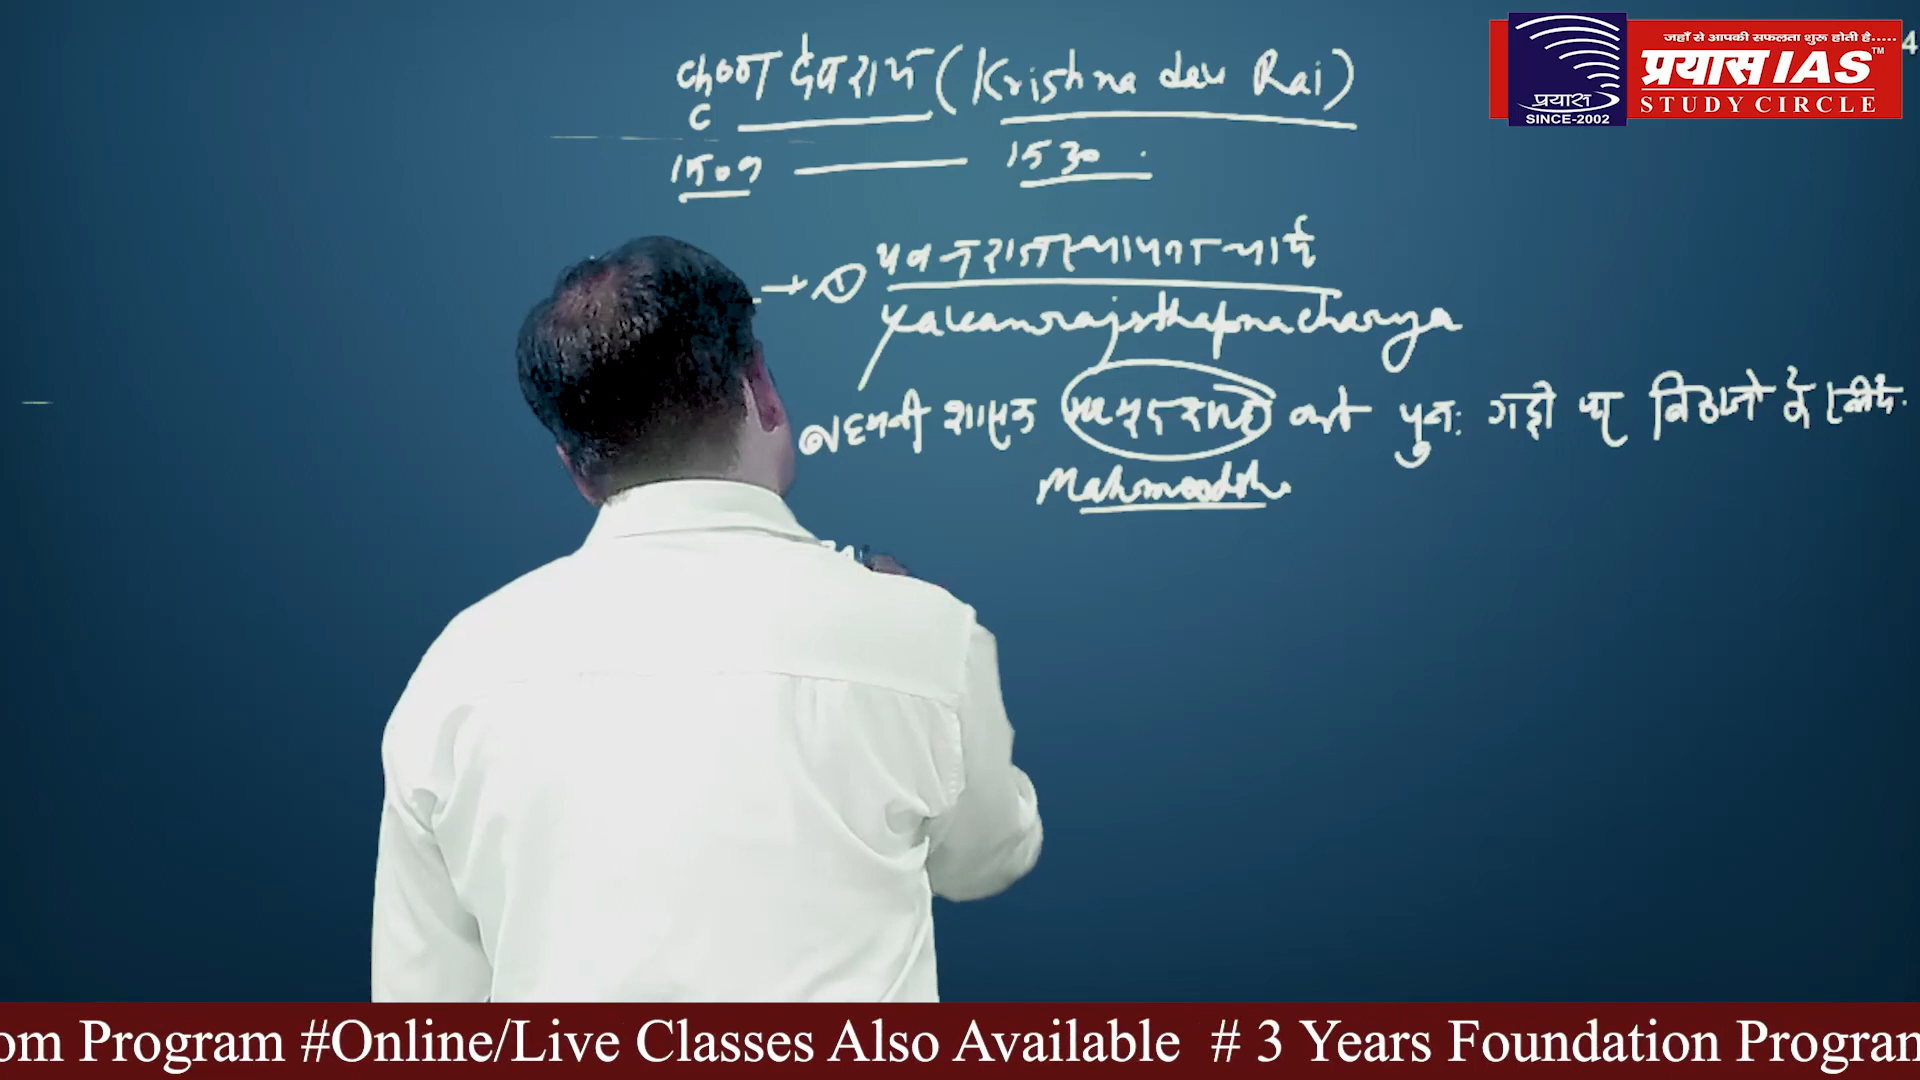 कृष्ण देवराय (Krishna dev Rai)
1509 — 1530.
→ ① यवनराजस्थापनाचार्य
Yavanrajsthapnacharya
बहमनी शासक महमूदशाह को पुनः गद्दी पर बिठाने के लिये.
Mahmoodsh.
जहाँ से आपकी सफलता शुरू होती है.....
प्रयास IAS™
STUDY CIRCLE
प्रयास
SINCE-2002
4
om Program #Online/Live Classes Also Available # 3 Years Foundation Program